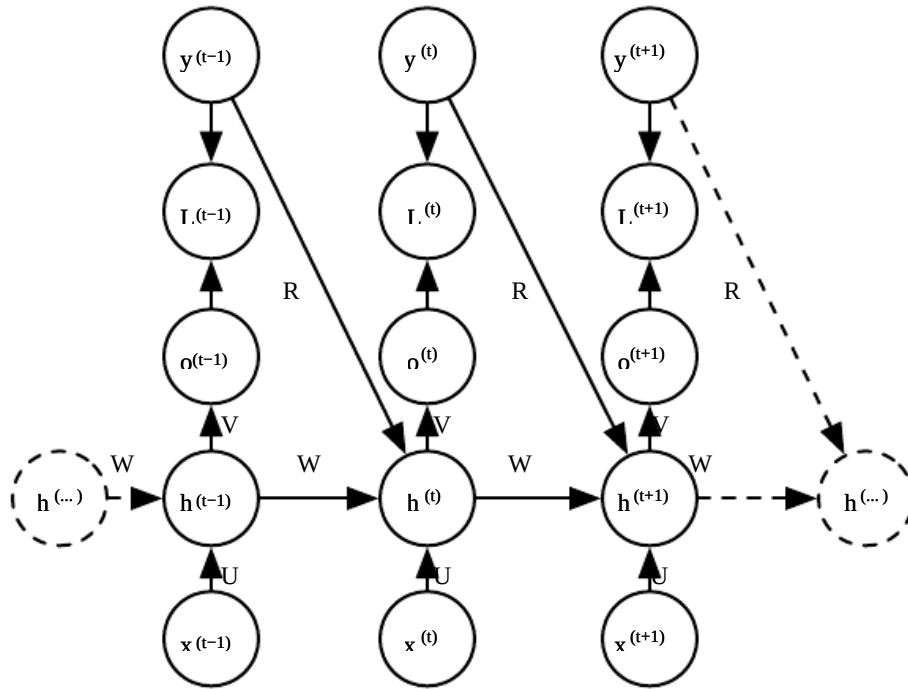 y(t−1) y(t) y(t+1)
L(t−1) L(t) L(t+1)
R R R
o(t−1) o(t) o(t+1)
V V V
W W W W
h(...) h(t−1) h(t) h(t+1) h(...)
U U U
x(t−1) x(t) x(t+1)